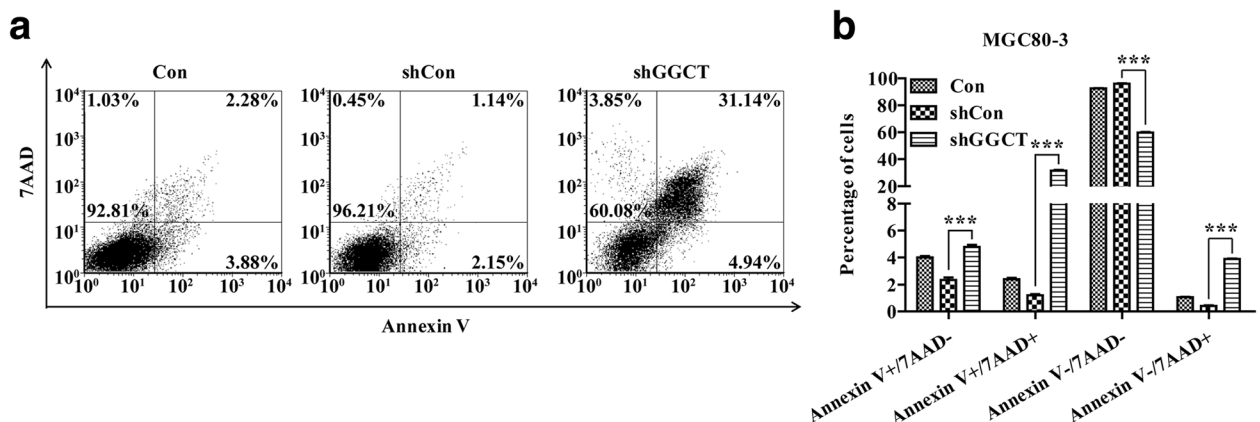 a
Con
shCon
shGGCT
7AAD
10⁴
10³
10²
10¹
10⁰
1.03%
2.28%
92.81%
3.88%
10⁰ 10¹ 10² 10³ 10⁴
10⁴
10³
10²
10¹
10⁰
0.45%
1.14%
96.21%
2.15%
10⁰ 10¹ 10² 10³ 10⁴
10⁴
10³
10²
10¹
10⁰
3.85%
31.14%
60.08%
4.94%
10⁰ 10¹ 10² 10³ 10⁴
Annexin V
b
MGC80-3
Percentage of cells
100
80
60
40
20
8
6
4
2
0
Con
shCon
shGGCT
***
***
***
***
Annexin V+/7AAD-
Annexin V+/7AAD+
Annexin V-/7AAD-
Annexin V-/7AAD+